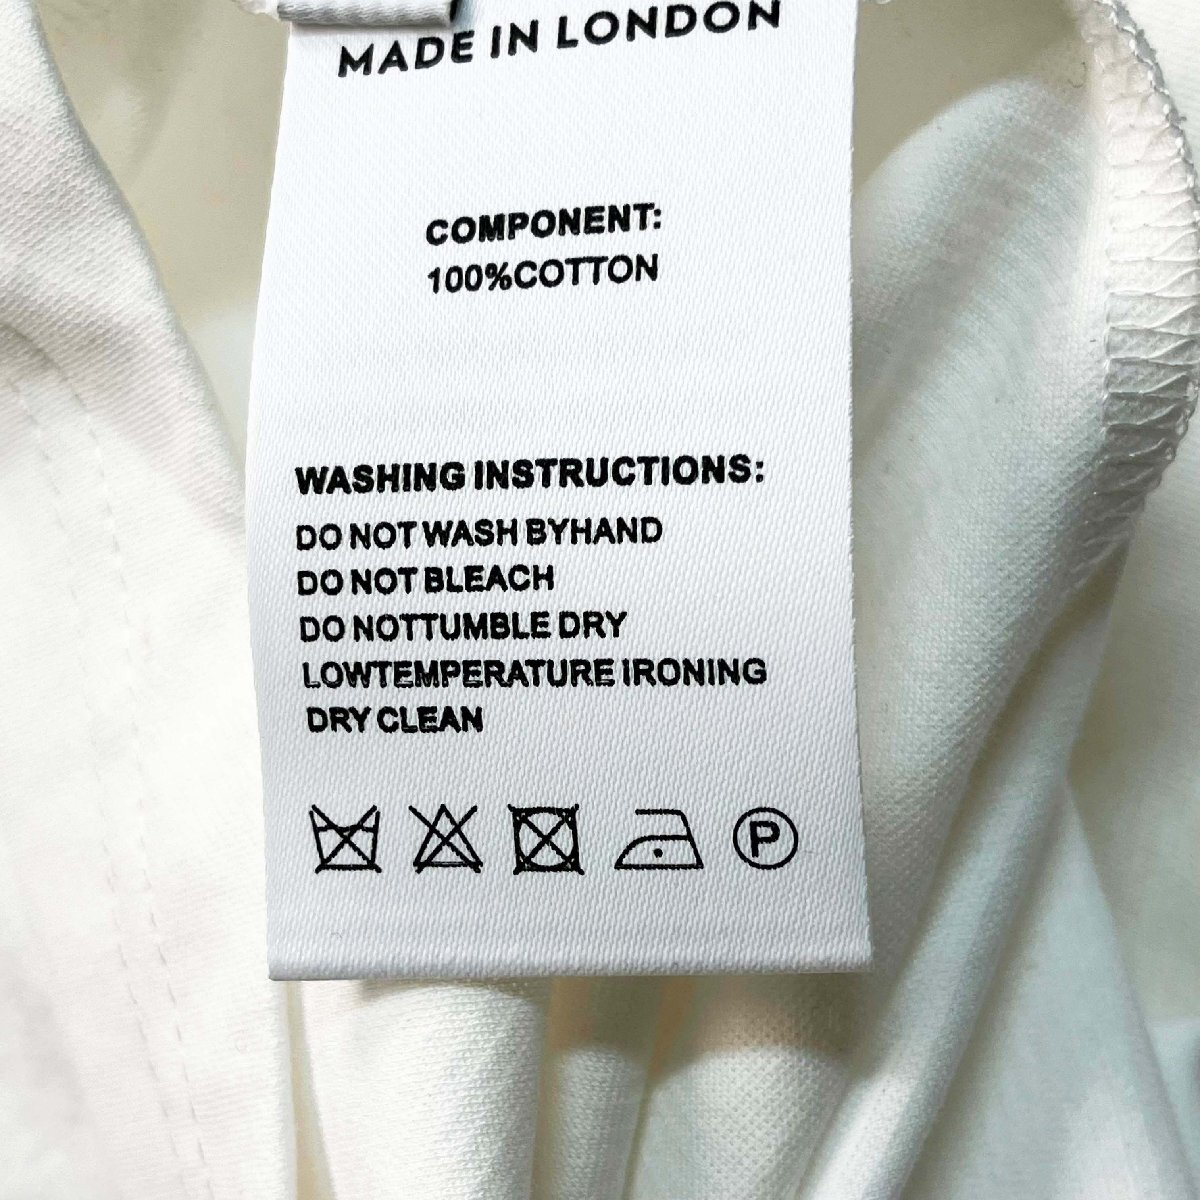 MADE IN LONDON
COMPONENT:
100%COTTON
WASHING INSTRUCTIONS:
DO NOT WASH BYHAND
DO NOT BLEACH
DO NOTTUMBLE DRY
LOWTEMPERATURE IRONING
DRY CLEAN
P